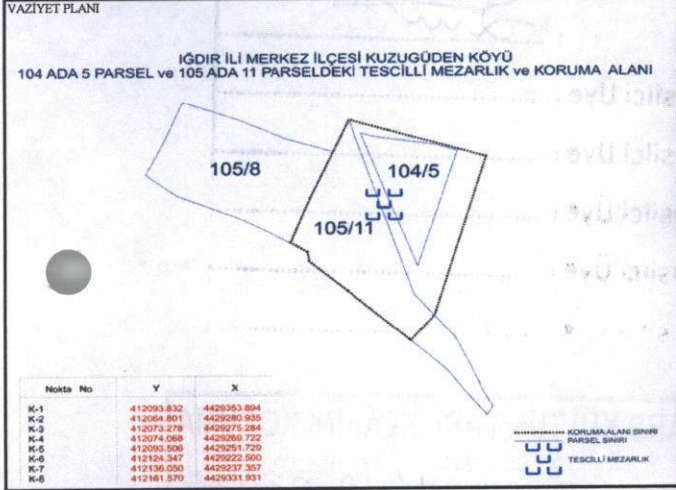 VAZİYET PLANI
IĞDIR İLİ MERKEZ İLÇESİ KUZUGÜDEN KÖYÜ
104 ADA 5 PARSEL ve 105 ADA 11 PARSELDEKİ TESCİLLİ MEZARLIK ve KORUMA ALANI
105/8
104/5
105/11
Nokta No Y X
K-1 412093.832 4429353.894
K-2 412064.801 4429280.935
K-3 412073.278 4429275.284
K-4 412074.068 4429269.722
K-5 412093.506 4429251.729
K-6 412124.347 4429222.500
K-7 412136.050 4429237.357
K-8 412161.570 4429331.931
KORUMA ALANI SINIRI
PARSEL SINIRI
TESCİLLİ MEZARLIK